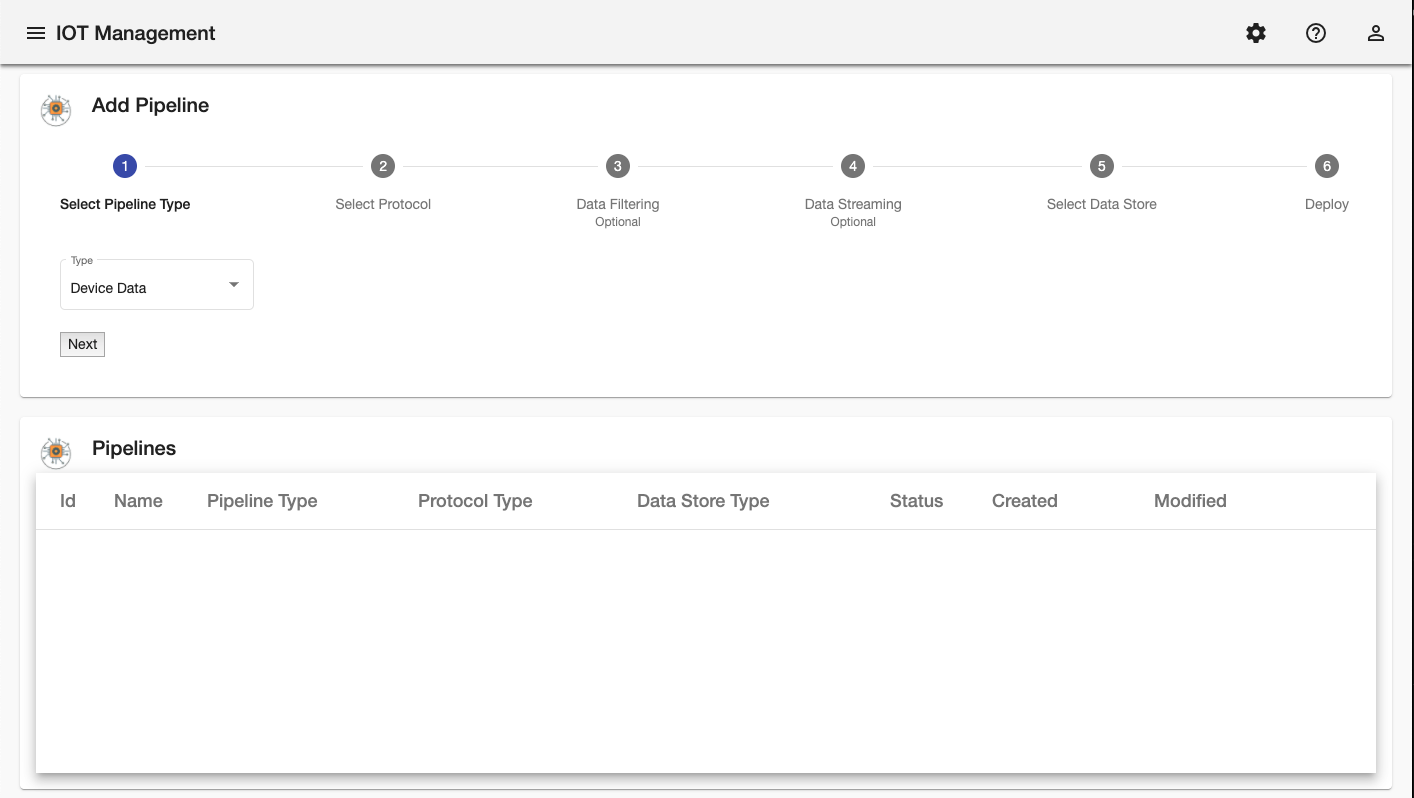 IOT Management
Add Pipeline
1 2 3 4 5 6
Select Pipeline Type Select Protocol Data Filtering Data Streaming Select Data Store Deploy
Optional Optional
Type
Device Data
Next
Pipelines
Id Name Pipeline Type Protocol Type Data Store Type Status Created Modified